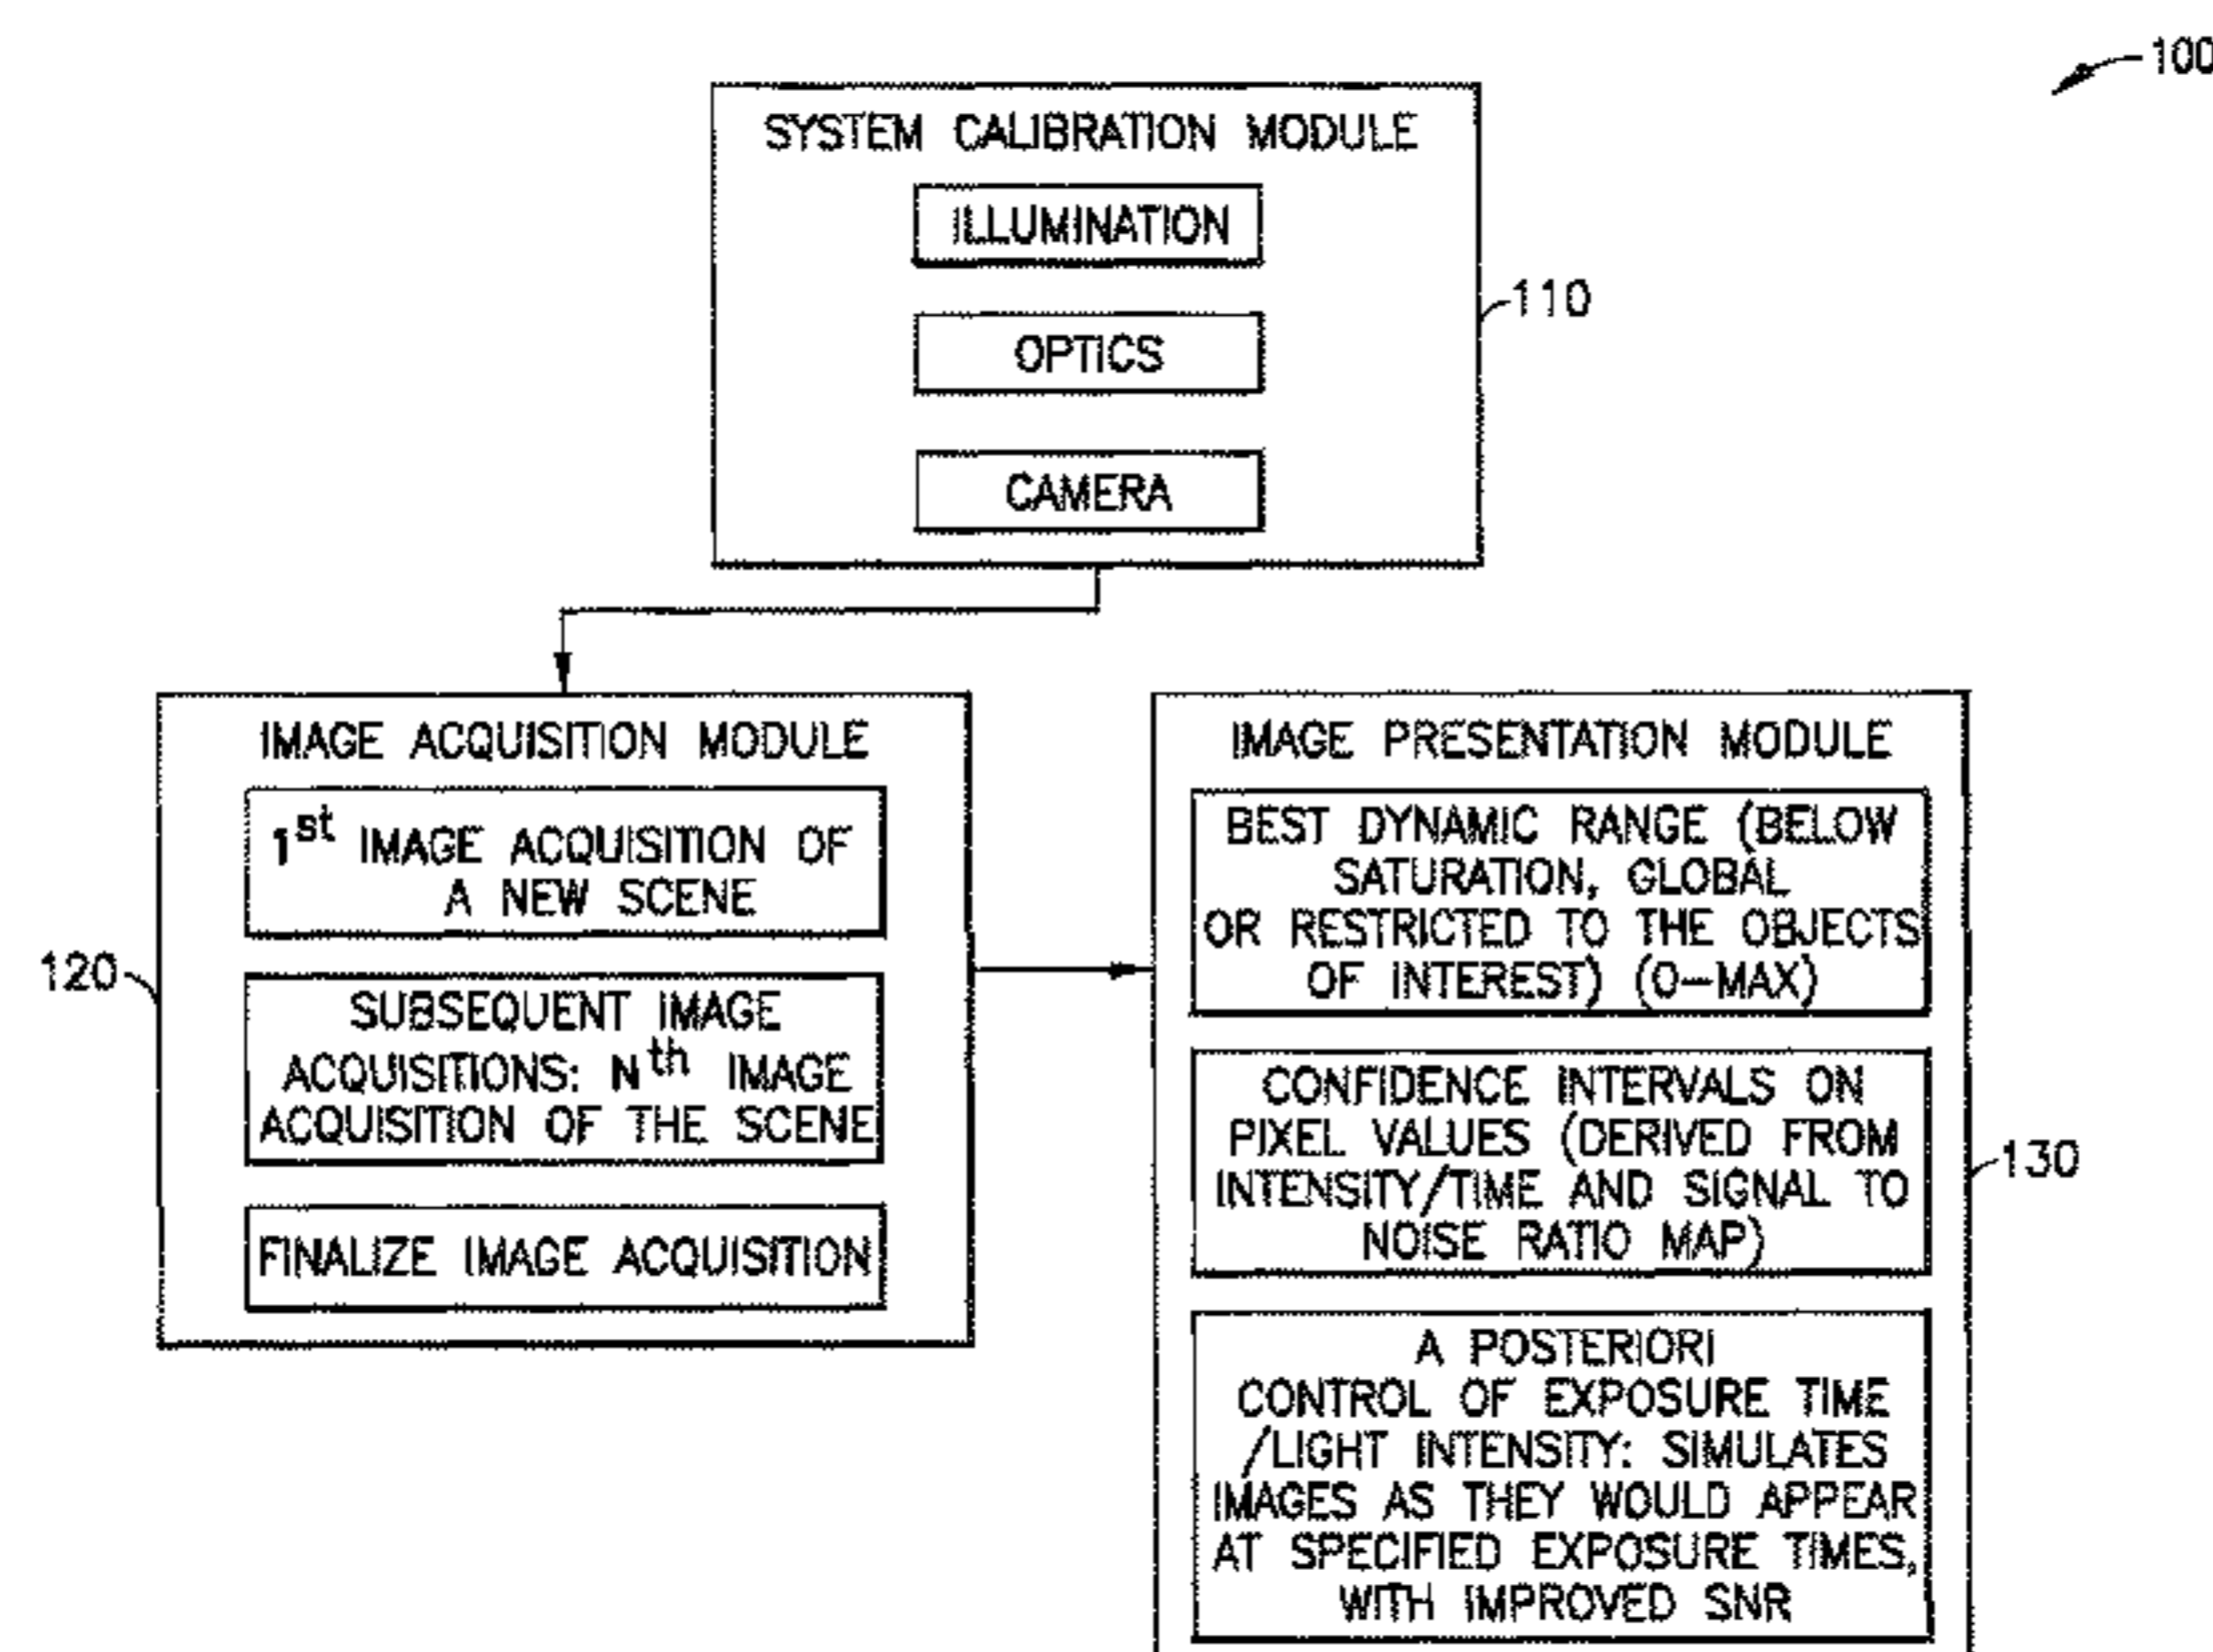 100
SYSTEM CALIBRATION MODULE
ILLUMINATION
OPTICS
CAMERA
110
IMAGE ACQUISITION MODULE
1st IMAGE ACQUISITION OF
A NEW SCENE
SUBSEQUENT IMAGE
ACQUISITIONS: Nth IMAGE
ACQUISITION OF THE SCENE
FINALIZE IMAGE ACQUISITION
120
IMAGE PRESENTATION MODULE
BEST DYNAMIC RANGE (BELOW
SATURATION, GLOBAL
OR RESTRICTED TO THE OBJECTS
OF INTEREST) (0-MAX)
CONFIDENCE INTERVALS ON
PIXEL VALUES (DERIVED FROM
INTENSITY/TIME AND SIGNAL TO
NOISE RATIO MAP)
A POSTERIORI
CONTROL OF EXPOSURE TIME
/LIGHT INTENSITY: SIMULATES
IMAGES AS THEY WOULD APPEAR
AT SPECIFIED EXPOSURE TIMES,
WITH IMPROVED SNR
130